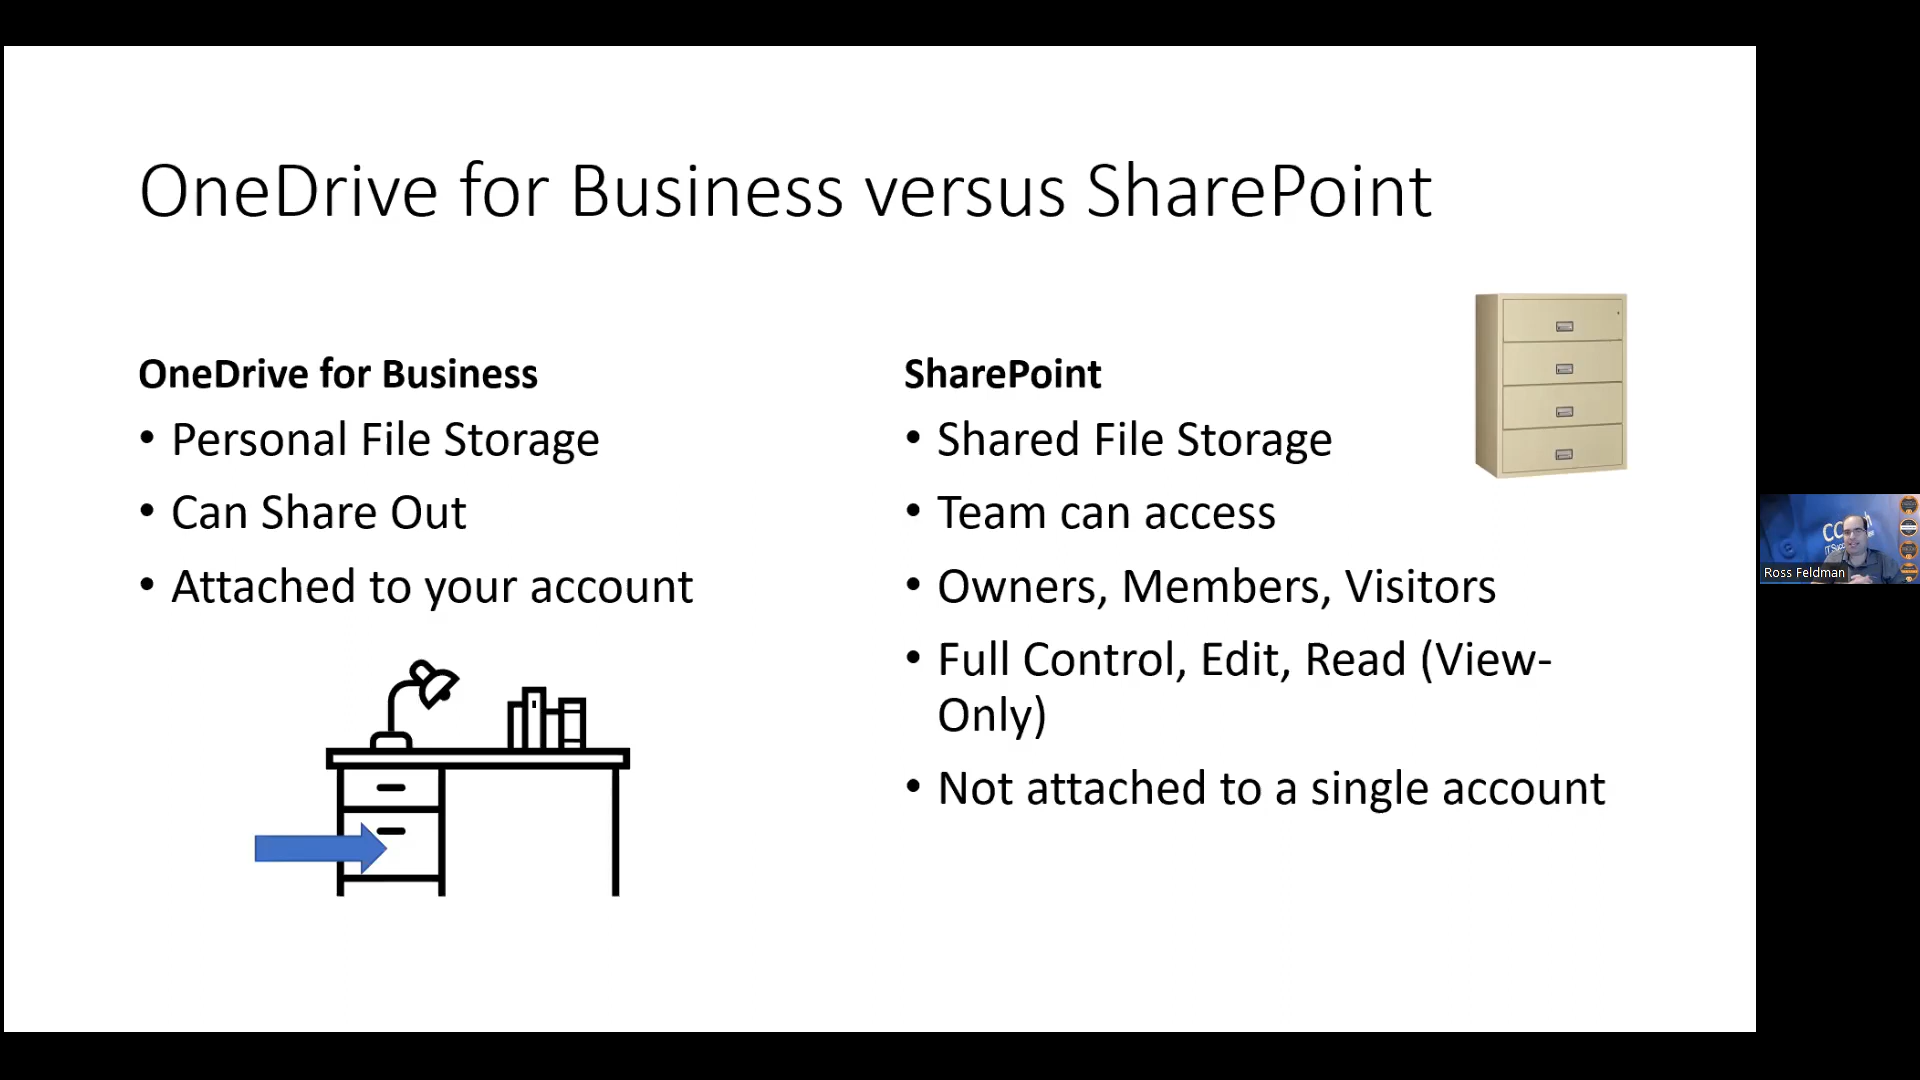 OneDrive for Business versus SharePoint
OneDrive for Business
• Personal File Storage
• Can Share Out
• Attached to your account
SharePoint
• Shared File Storage
• Team can access
• Owners, Members, Visitors
• Full Control, Edit, Read (View-
Only)
• Not attached to a single account
Ross Feldman